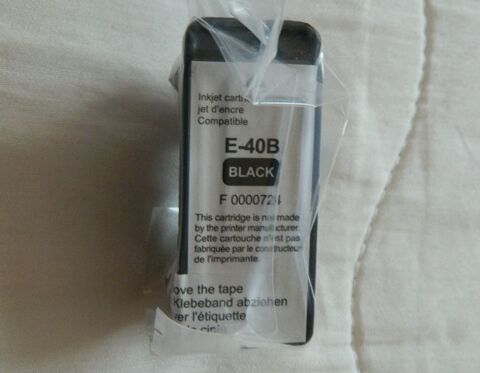 Inkjet
jet d'encre
Compatible
E-40B
BLACK
F 0000724
This cartridge is not made
by the printer manufacturer.
Cette cartouche n'est pas
fabriquée par le constructeur
de l'imprimante.
ove the tape
Klebeband abziehen
er l'étiquette